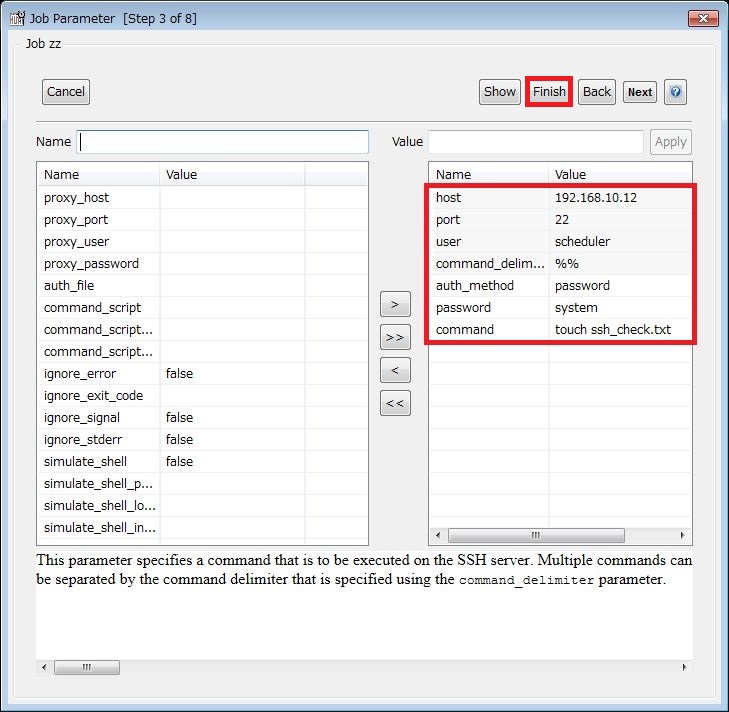 Job Parameter [Step 3 of 8]
Job zz
Cancel
Show
Finish
Back
Next
?
Name
Value
Apply
Name Value
proxy_host
proxy_port
proxy_user
proxy_password
auth_file
command_script
command_script...
command_script...
ignore_error false
ignore_exit_code
ignore_signal false
ignore_stderr false
simulate_shell false
simulate_shell_p...
simulate_shell_lo...
simulate_shell_in...
>
>>
<
<<
Name Value
host 192.168.10.12
port 22
user scheduler
command_delim... %%
auth_method password
password system
command touch ssh_check.txt
This parameter specifies a command that is to be executed on the SSH server. Multiple commands can
be separated by the command delimiter that is specified using the command_delimiter parameter.